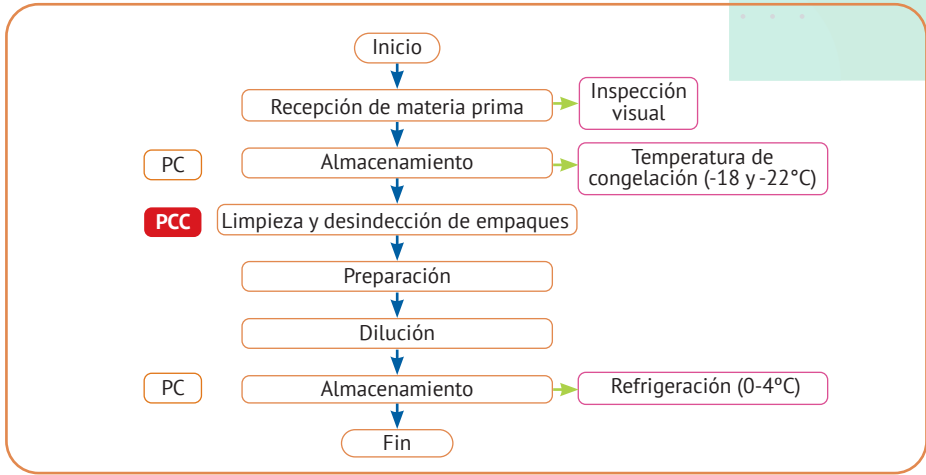 Inicio
Recepción de materia prima
Inspección
visual
PC
Almacenamiento
Temperatura de
congelación (-18 y -22°C)
PCC
Limpieza y desindección de empaques
Preparación
Dilución
PC
Almacenamiento
Refrigeración (0-4ºC)
Fin